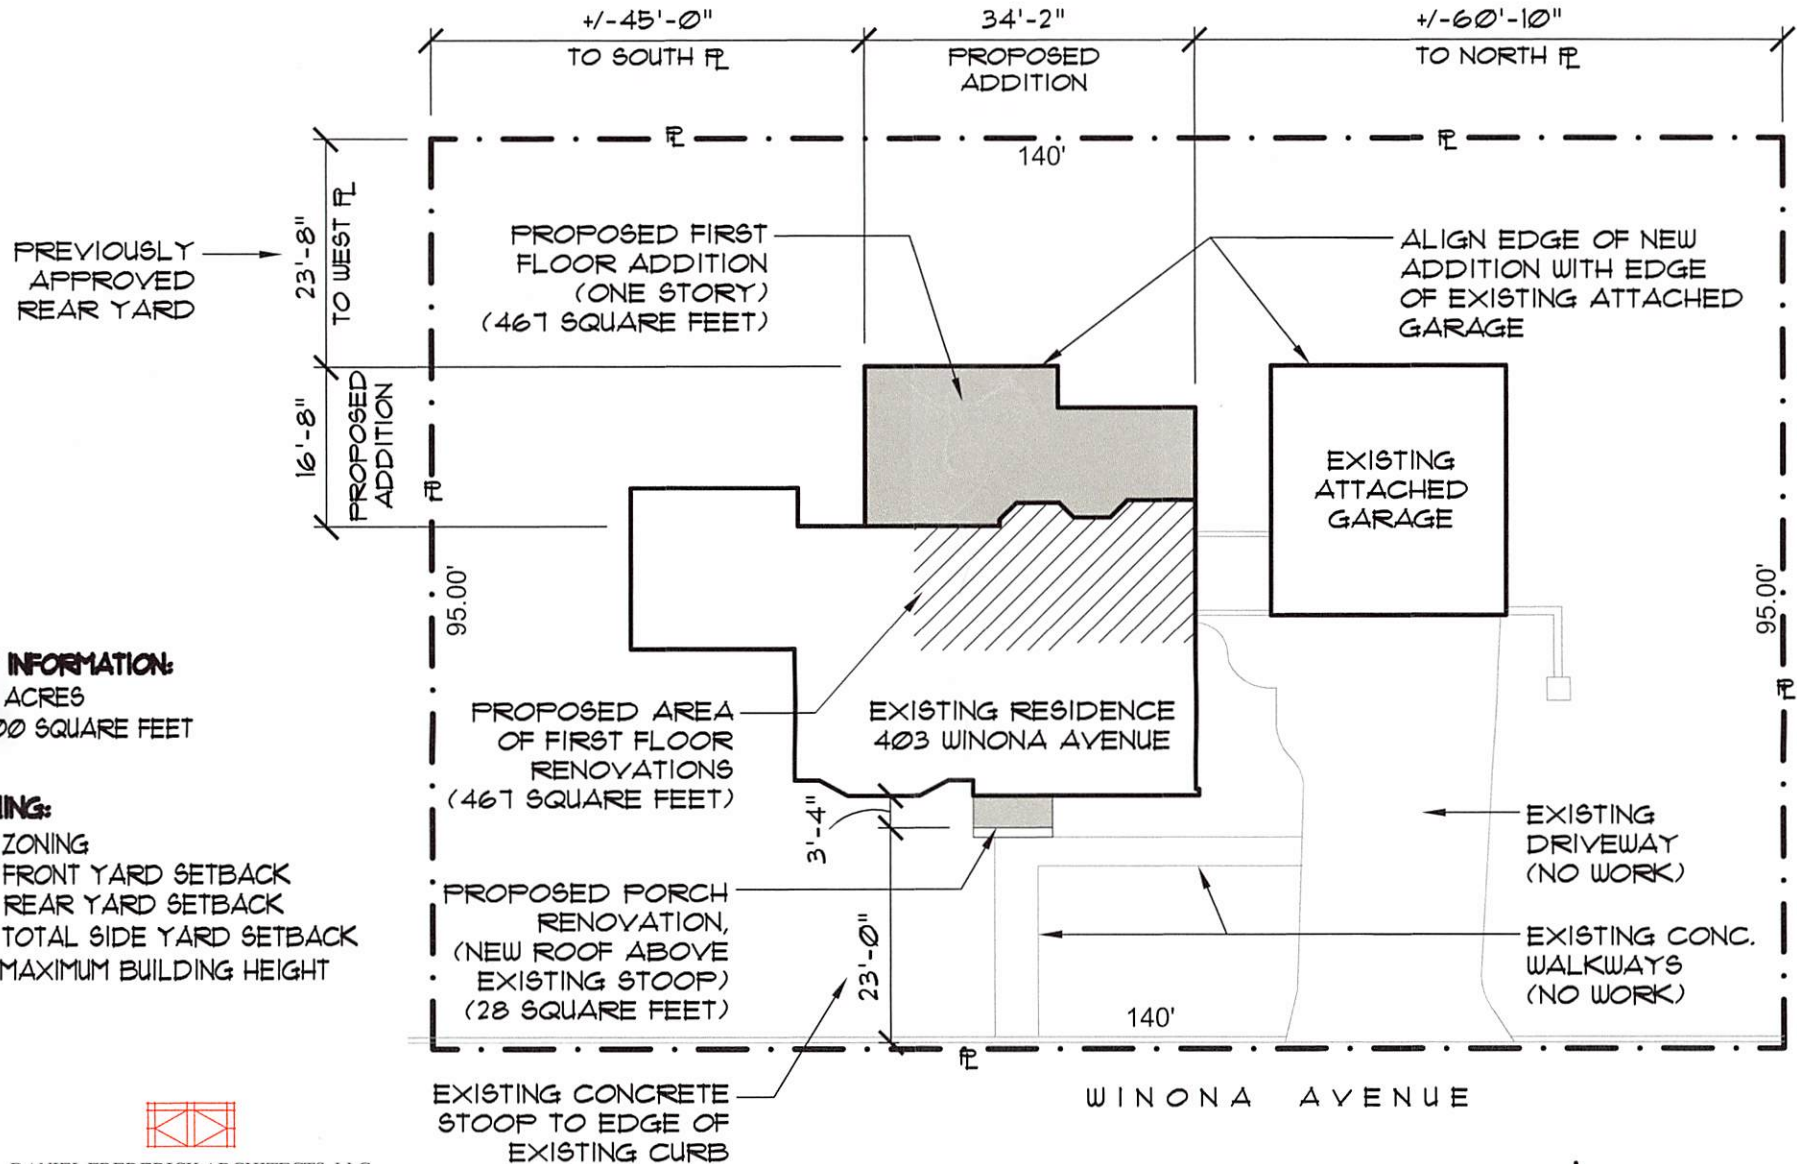 +/-45'-0"
TO SOUTH PL
34'-2"
PROPOSED
ADDITION
+/-60'-10"
TO NORTH PL
PL
PL
140'
23'-8"
TO WEST PL
PREVIOUSLY
APPROVED
REAR YARD
PROPOSED FIRST
FLOOR ADDITION
(ONE STORY)
(467 SQUARE FEET)
ALIGN EDGE OF NEW
ADDITION WITH EDGE
OF EXISTING ATTACHED
GARAGE
16'-8"
PROPOSED
ADDITION
PL
EXISTING
ATTACHED
GARAGE
95.00'
95.00'
INFORMATION:
ACRES
00 SQUARE FEET
PL
PROPOSED AREA
OF FIRST FLOOR
RENOVATIONS
(467 SQUARE FEET)
EXISTING RESIDENCE
403 WINONA AVENUE
ING:
ZONING
FRONT YARD SETBACK
REAR YARD SETBACK
TOTAL SIDE YARD SETBACK
MAXIMUM BUILDING HEIGHT
3'-4"
EXISTING
DRIVEWAY
(NO WORK)
PROPOSED PORCH
RENOVATION,
(NEW ROOF ABOVE
EXISTING STOOP)
(28 SQUARE FEET)
23'-0"
EXISTING CONC.
WALKWAYS
(NO WORK)
140'
PL
EXISTING CONCRETE
STOOP TO EDGE OF
EXISTING CURB
WINONA AVENUE
DANIEL FREDERICK ARCHITECTS LLC